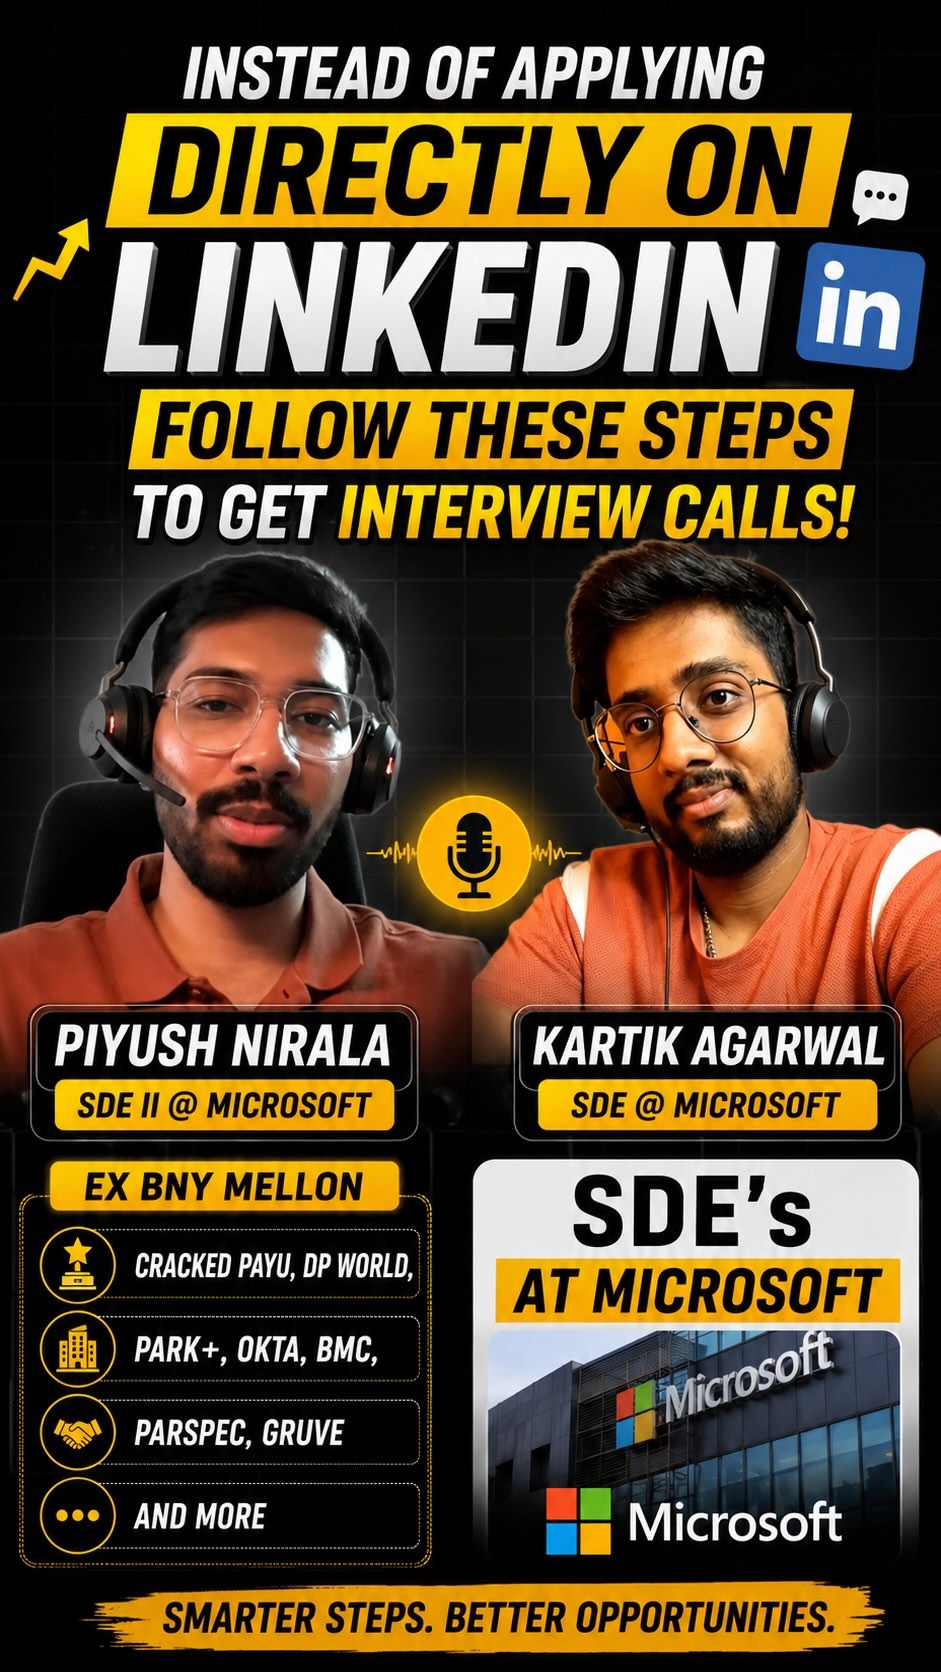 INSTEAD OF APPLYING
DIRECTLY ON
LINKEDIN
in
FOLLOW THESE STEPS
TO GET INTERVIEW CALLS!
PIYUSH NIRALA
SDE II @ MICROSOFT
KARTIK AGARWAL
SDE @ MICROSOFT
EX BNY MELLON
CRACKED PAYU, DP WORLD,
PARK+, OKTA, BMC,
PARSPEC, GRUVE
AND MORE
SDE's
AT MICROSOFT
Microsoft
Microsoft
SMARTER STEPS. BETTER OPPORTUNITIES.